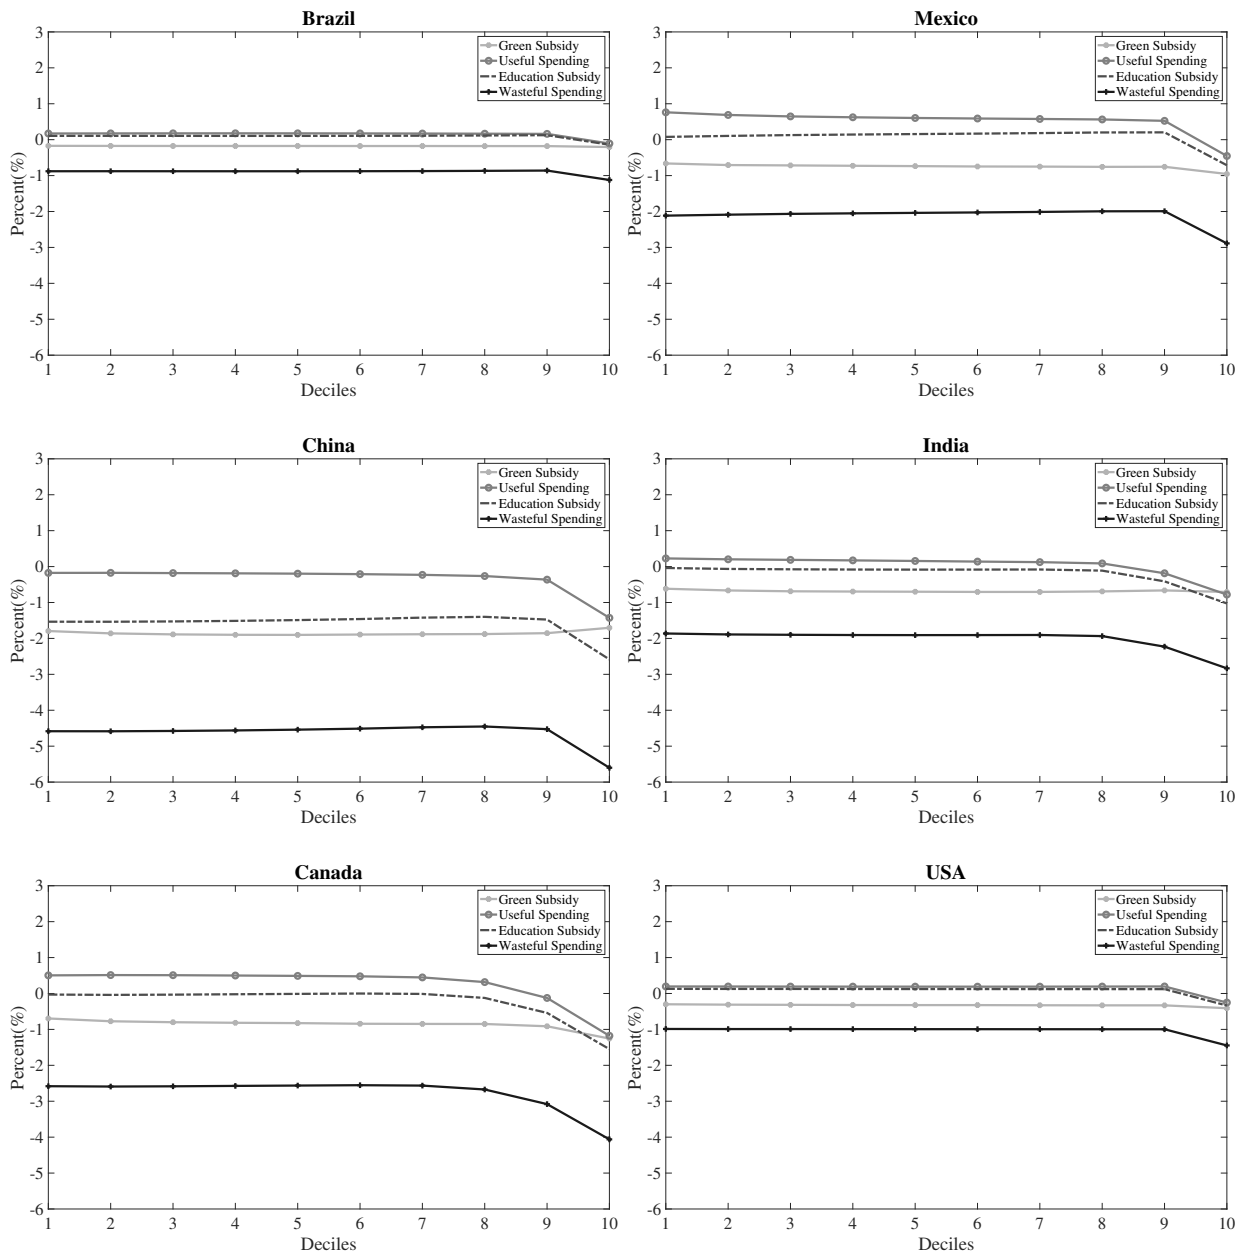 Brazil
3
2
1
0
-1
-2
-3
-4
-5
-6
Percent(%)
Green Subsidy
Useful Spending
Education Subsidy
Wasteful Spending
1 2 3 4 5 6 7 8 9 10
Deciles
Mexico
3
2
1
0
-1
-2
-3
-4
-5
-6
Percent(%)
Green Subsidy
Useful Spending
Education Subsidy
Wasteful Spending
1 2 3 4 5 6 7 8 9 10
Deciles
China
3
2
1
0
-1
-2
-3
-4
-5
-6
Percent(%)
Green Subsidy
Useful Spending
Education Subsidy
Wasteful Spending
1 2 3 4 5 6 7 8 9 10
Deciles
India
3
2
1
0
-1
-2
-3
-4
-5
-6
Percent(%)
Green Subsidy
Useful Spending
Education Subsidy
Wasteful Spending
1 2 3 4 5 6 7 8 9 10
Deciles
Canada
3
2
1
0
-1
-2
-3
-4
-5
-6
Percent(%)
Green Subsidy
Useful Spending
Education Subsidy
Wasteful Spending
1 2 3 4 5 6 7 8 9 10
Deciles
USA
3
2
1
0
-1
-2
-3
-4
-5
-6
Percent(%)
Green Subsidy
Useful Spending
Education Subsidy
Wasteful Spending
1 2 3 4 5 6 7 8 9 10
Deciles